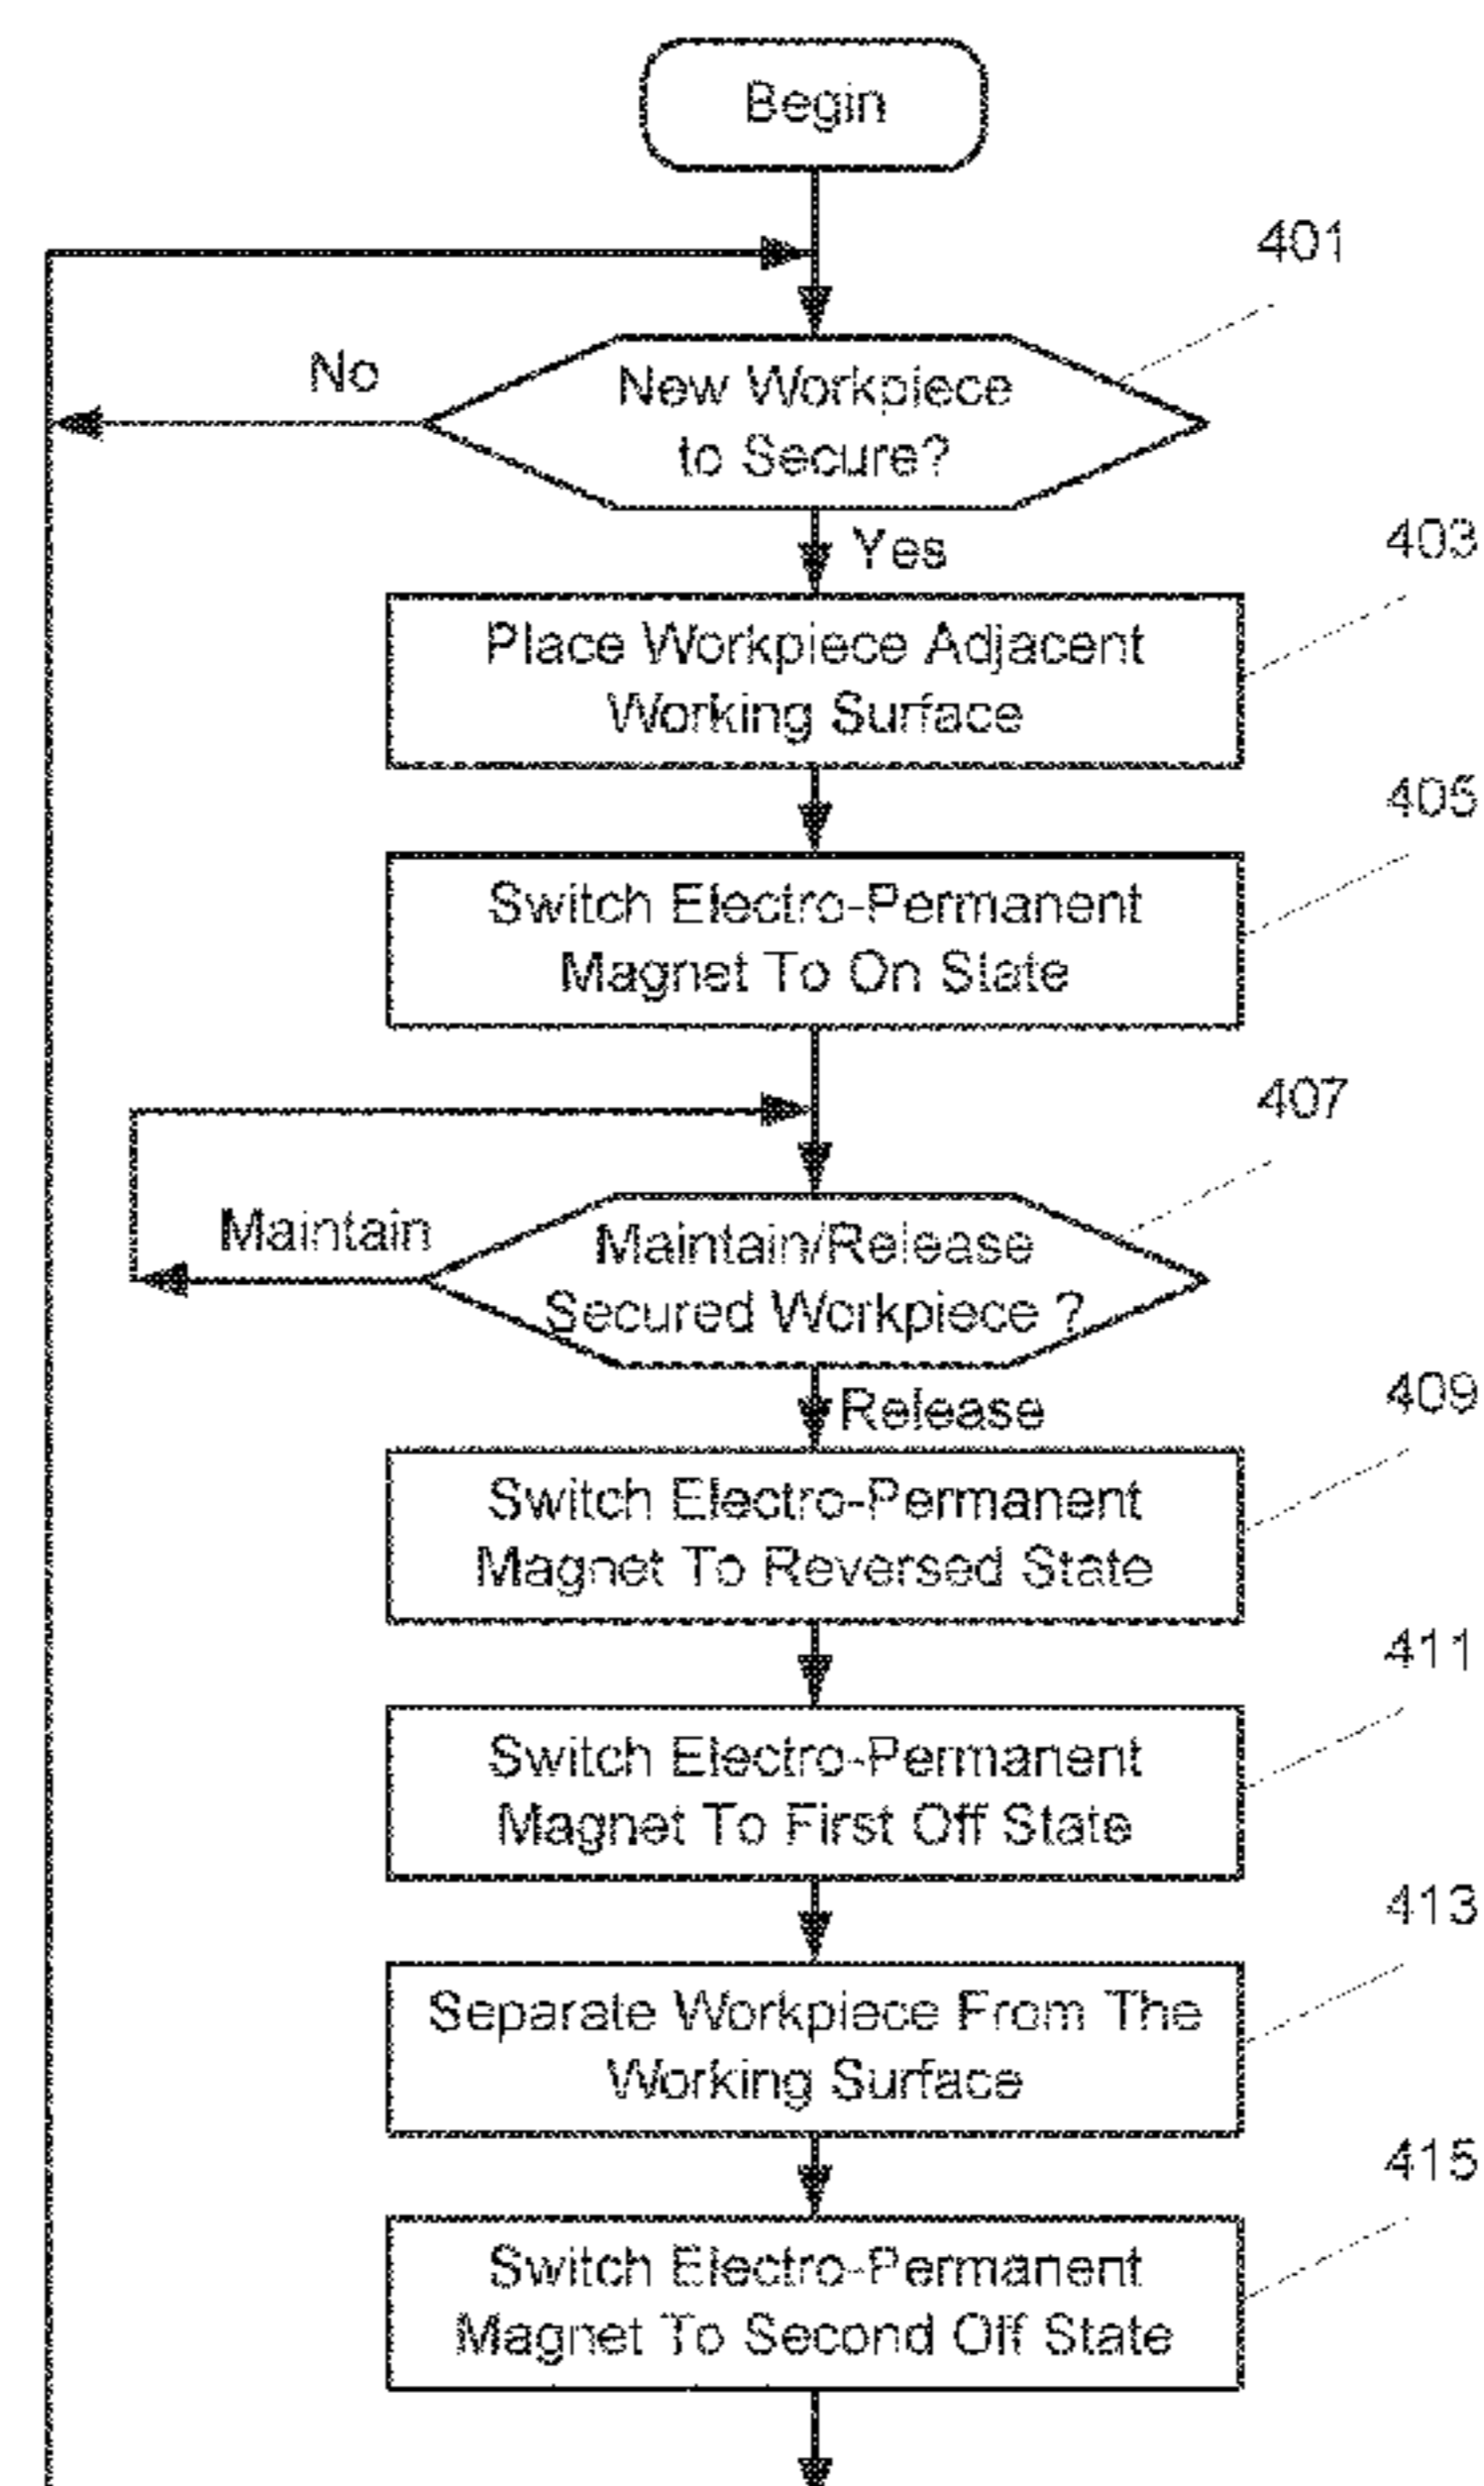 Begin
401
No
New Workpiece
to Secure?
Yes
403
Place Workpiece Adjacent
Working Surface
405
Switch Electro-Permanent
Magnet To On State
407
Maintain
Maintain/Release
Secured Workpiece ?
Release
409
Switch Electro-Permanent
Magnet To Reversed State
411
Switch Electro-Permanent
Magnet To First Off State
413
Separate Workpiece From The
Working Surface
415
Switch Electro-Permanent
Magnet To Second Off State